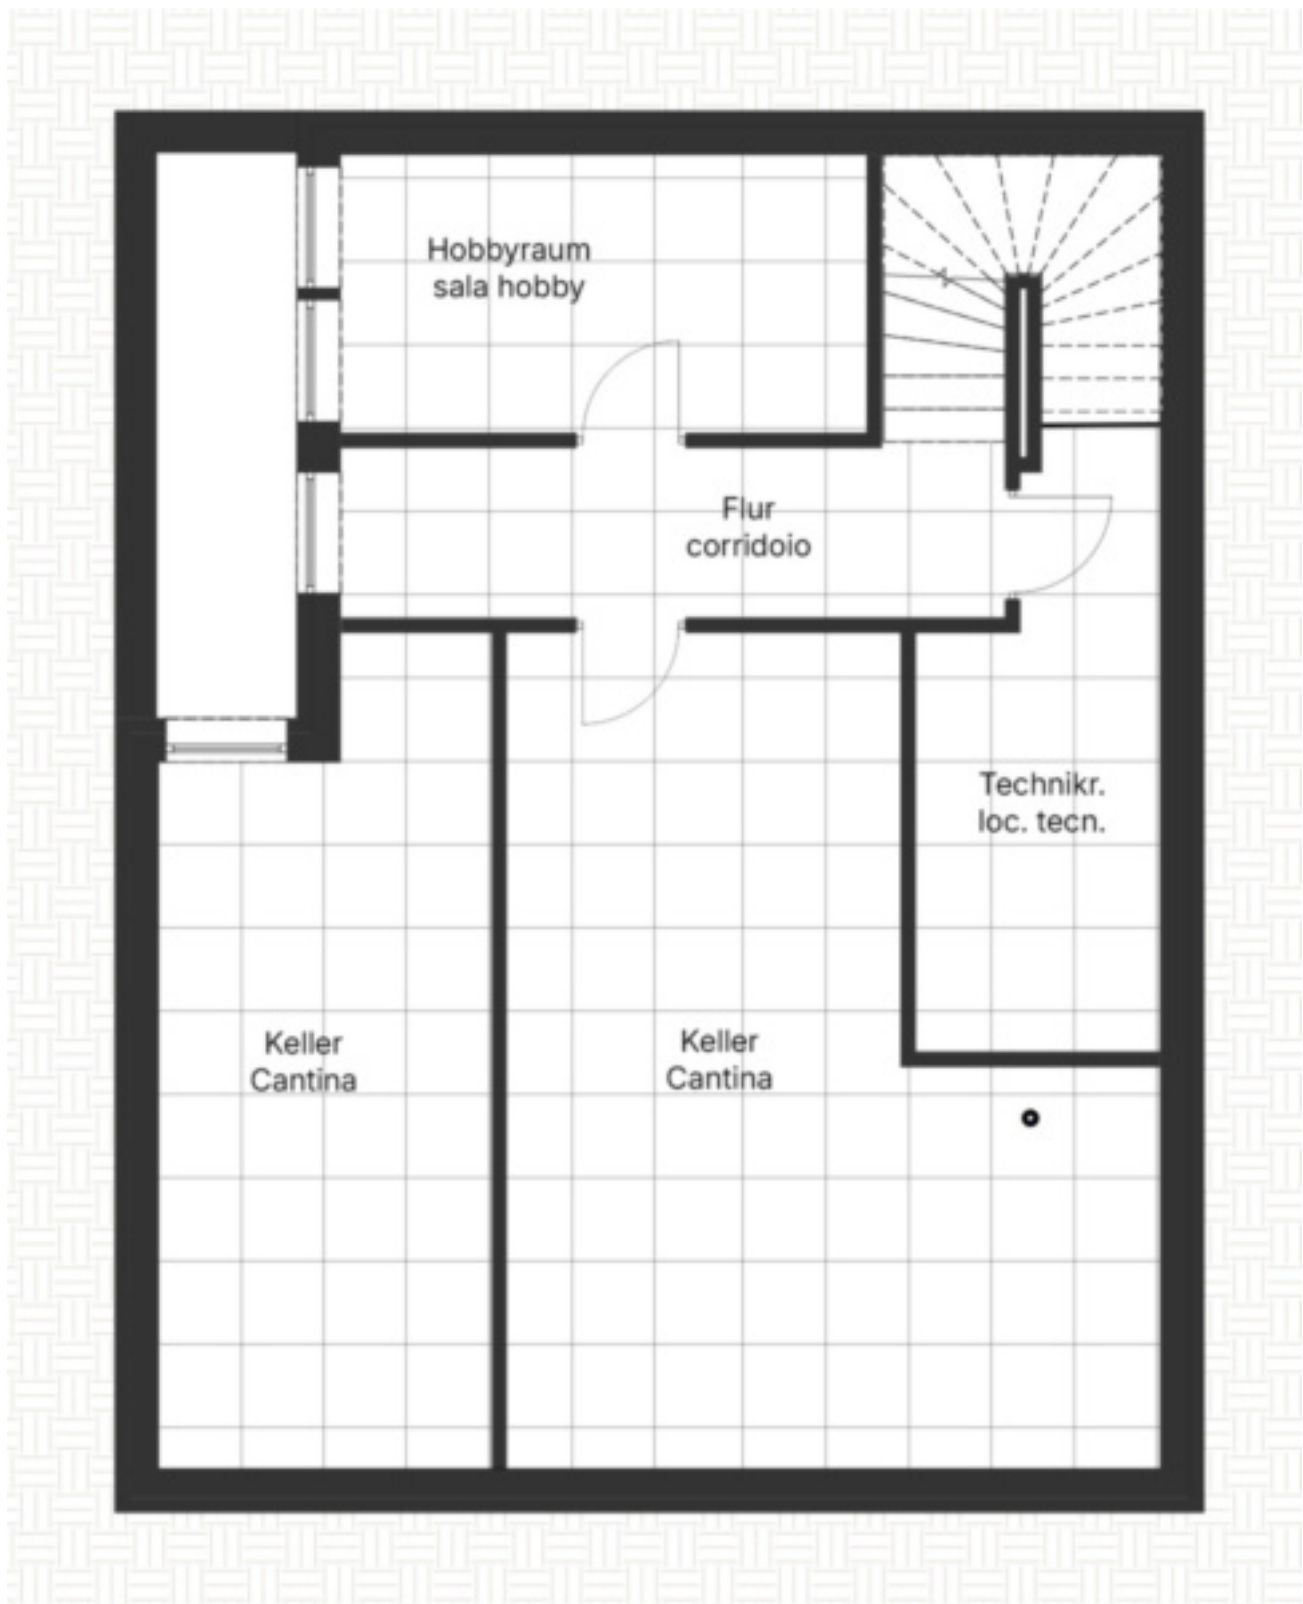 Hobbyraum
sala hobby
Flur
corridoio
Technikr.
loc. tecn.
Keller
Cantina
Keller
Cantina